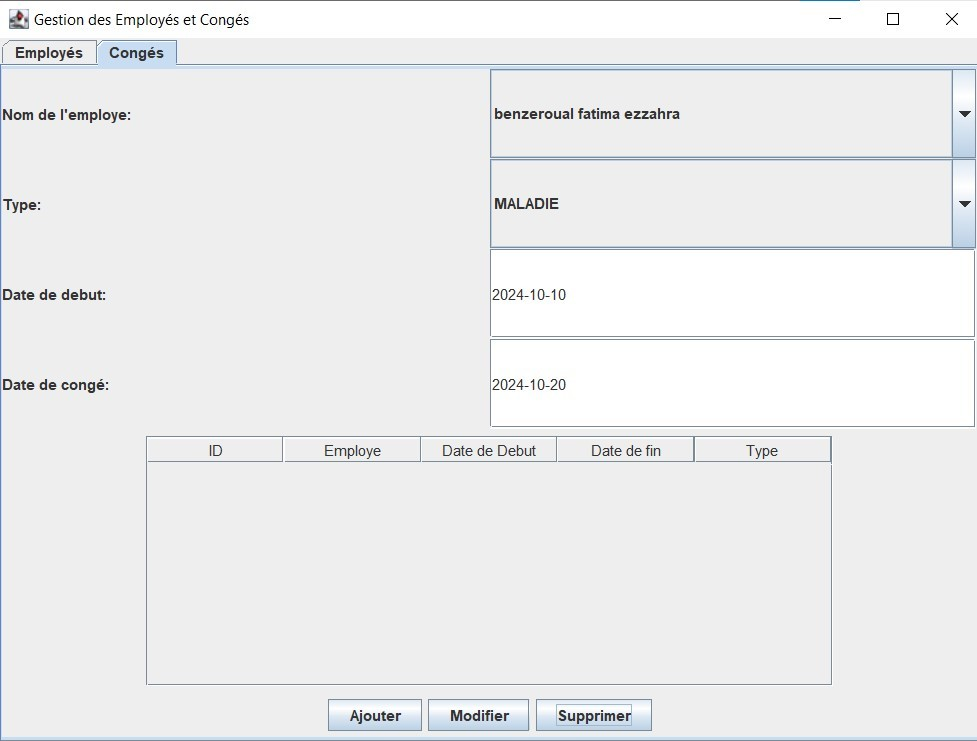 Gestion des Employés et Congés
Employés Congés
Nom de l'employe: benzeroual fatima ezzahra
Type: MALADIE
Date de debut: 2024-10-10
Date de congé: 2024-10-20
ID Employe Date de Debut Date de fin Type
Ajouter Modifier Supprimer